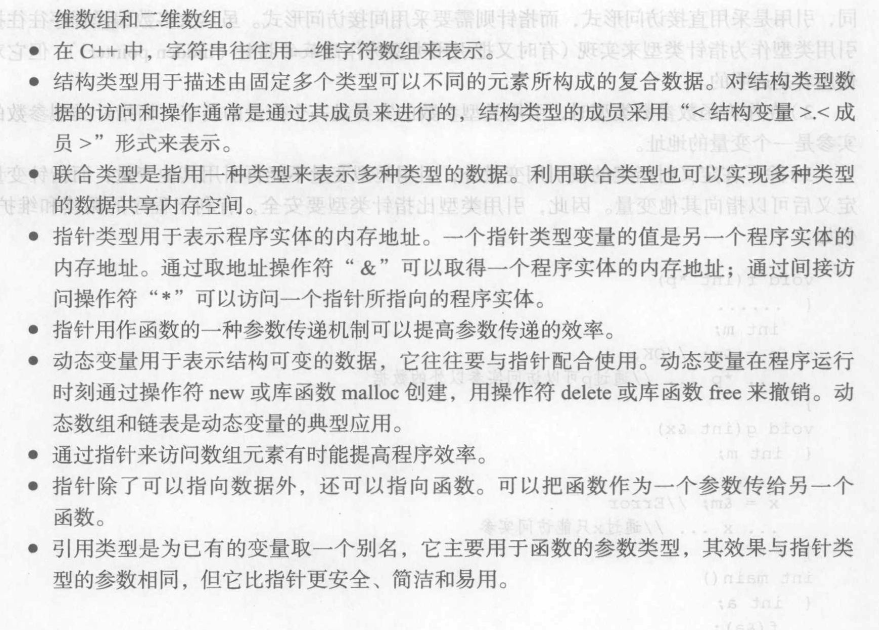 维数组和二维数组。
● 在 C++ 中，字符串往往用一维字符数组来表示。
● 结构类型用于描述由固定多个类型可以不同的元素所构成的复合数据。对结构类型数
据的访问和操作通常是通过其成员来进行的，结构类型的成员采用“< 结构变量 >.< 成
员 >”形式来表示。
● 联合类型是指用一种类型来表示多种类型的数据。利用联合类型也可以实现多种类型
的数据共享内存空间。
● 指针类型用于表示程序实体的内存地址。一个指针类型变量的值是另一个程序实体的
内存地址。通过取地址操作符“&”可以取得一个程序实体的内存地址；通过间接访
问操作符“*”可以访问一个指针所指向的程序实体。
● 指针用作函数的一种参数传递机制可以提高参数传递的效率。
● 动态变量用于表示结构可变的数据，它往往要与指针配合使用。动态变量在程序运行
时刻通过操作符 new 或库函数 malloc 创建，用操作符 delete 或库函数 free 来撤销。动
态数组和链表是动态变量的典型应用。
● 通过指针来访问数组元素有时能提高程序效率。
● 指针除了可以指向数据外，还可以指向函数。可以把函数作为一个参数传给另一个
函数。
● 引用类型是为已有的变量取一个别名，它主要用于函数的参数类型，其效果与指针类
型的参数相同，但它比指针更安全、简洁和易用。